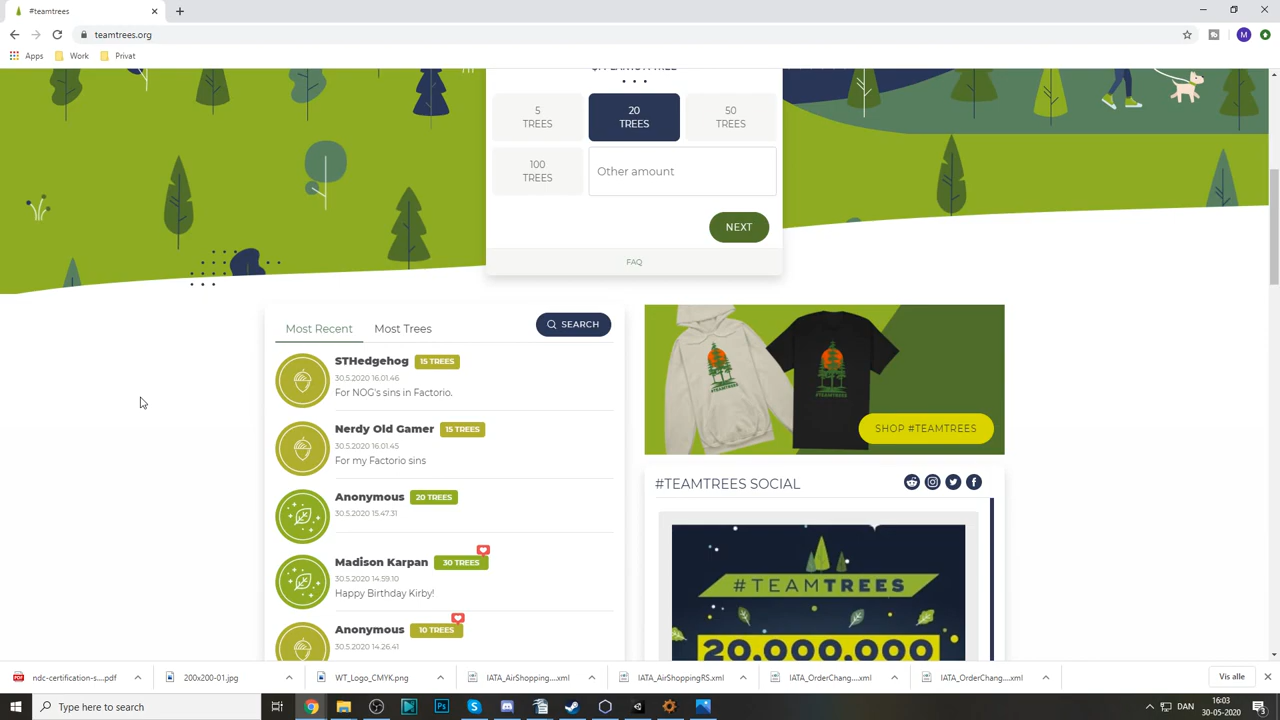 #teamtrees
teamtrees.org
M
Apps
Work
Privat
5
TREES
20
TREES
50
TREES
100
TREES
Other amount
NEXT
FAQ
Most Recent
Most Trees
SEARCH
STHedgehog
15 TREES
30.5.2020 16.01.46
For NOG's sins in Factorio.
Nerdy Old Gamer
15 TREES
30.5.2020 16.01.45
For my Factorio sins
Anonymous
20 TREES
30.5.2020 15.47.31
Madison Karpan
30 TREES
30.5.2020 14.59.10
Happy Birthday Kirby!
Anonymous
10 TREES
30.5.2020 14.26.41
#TEAMTREES
SHOP #TEAMTREES
#TEAMTREES SOCIAL
#TEAMTREES
20,000,000
ndc-certification-s....pdf
200x200-01.jpg
WT_Logo_CMYK.png
IATA_AirShopping....xml
IATA_AirShoppingRS.xml
IATA_OrderChang....xml
IATA_OrderChang....xml
Vis alle
Type here to search
Ps
DAN
16:03
30-05-2020
3